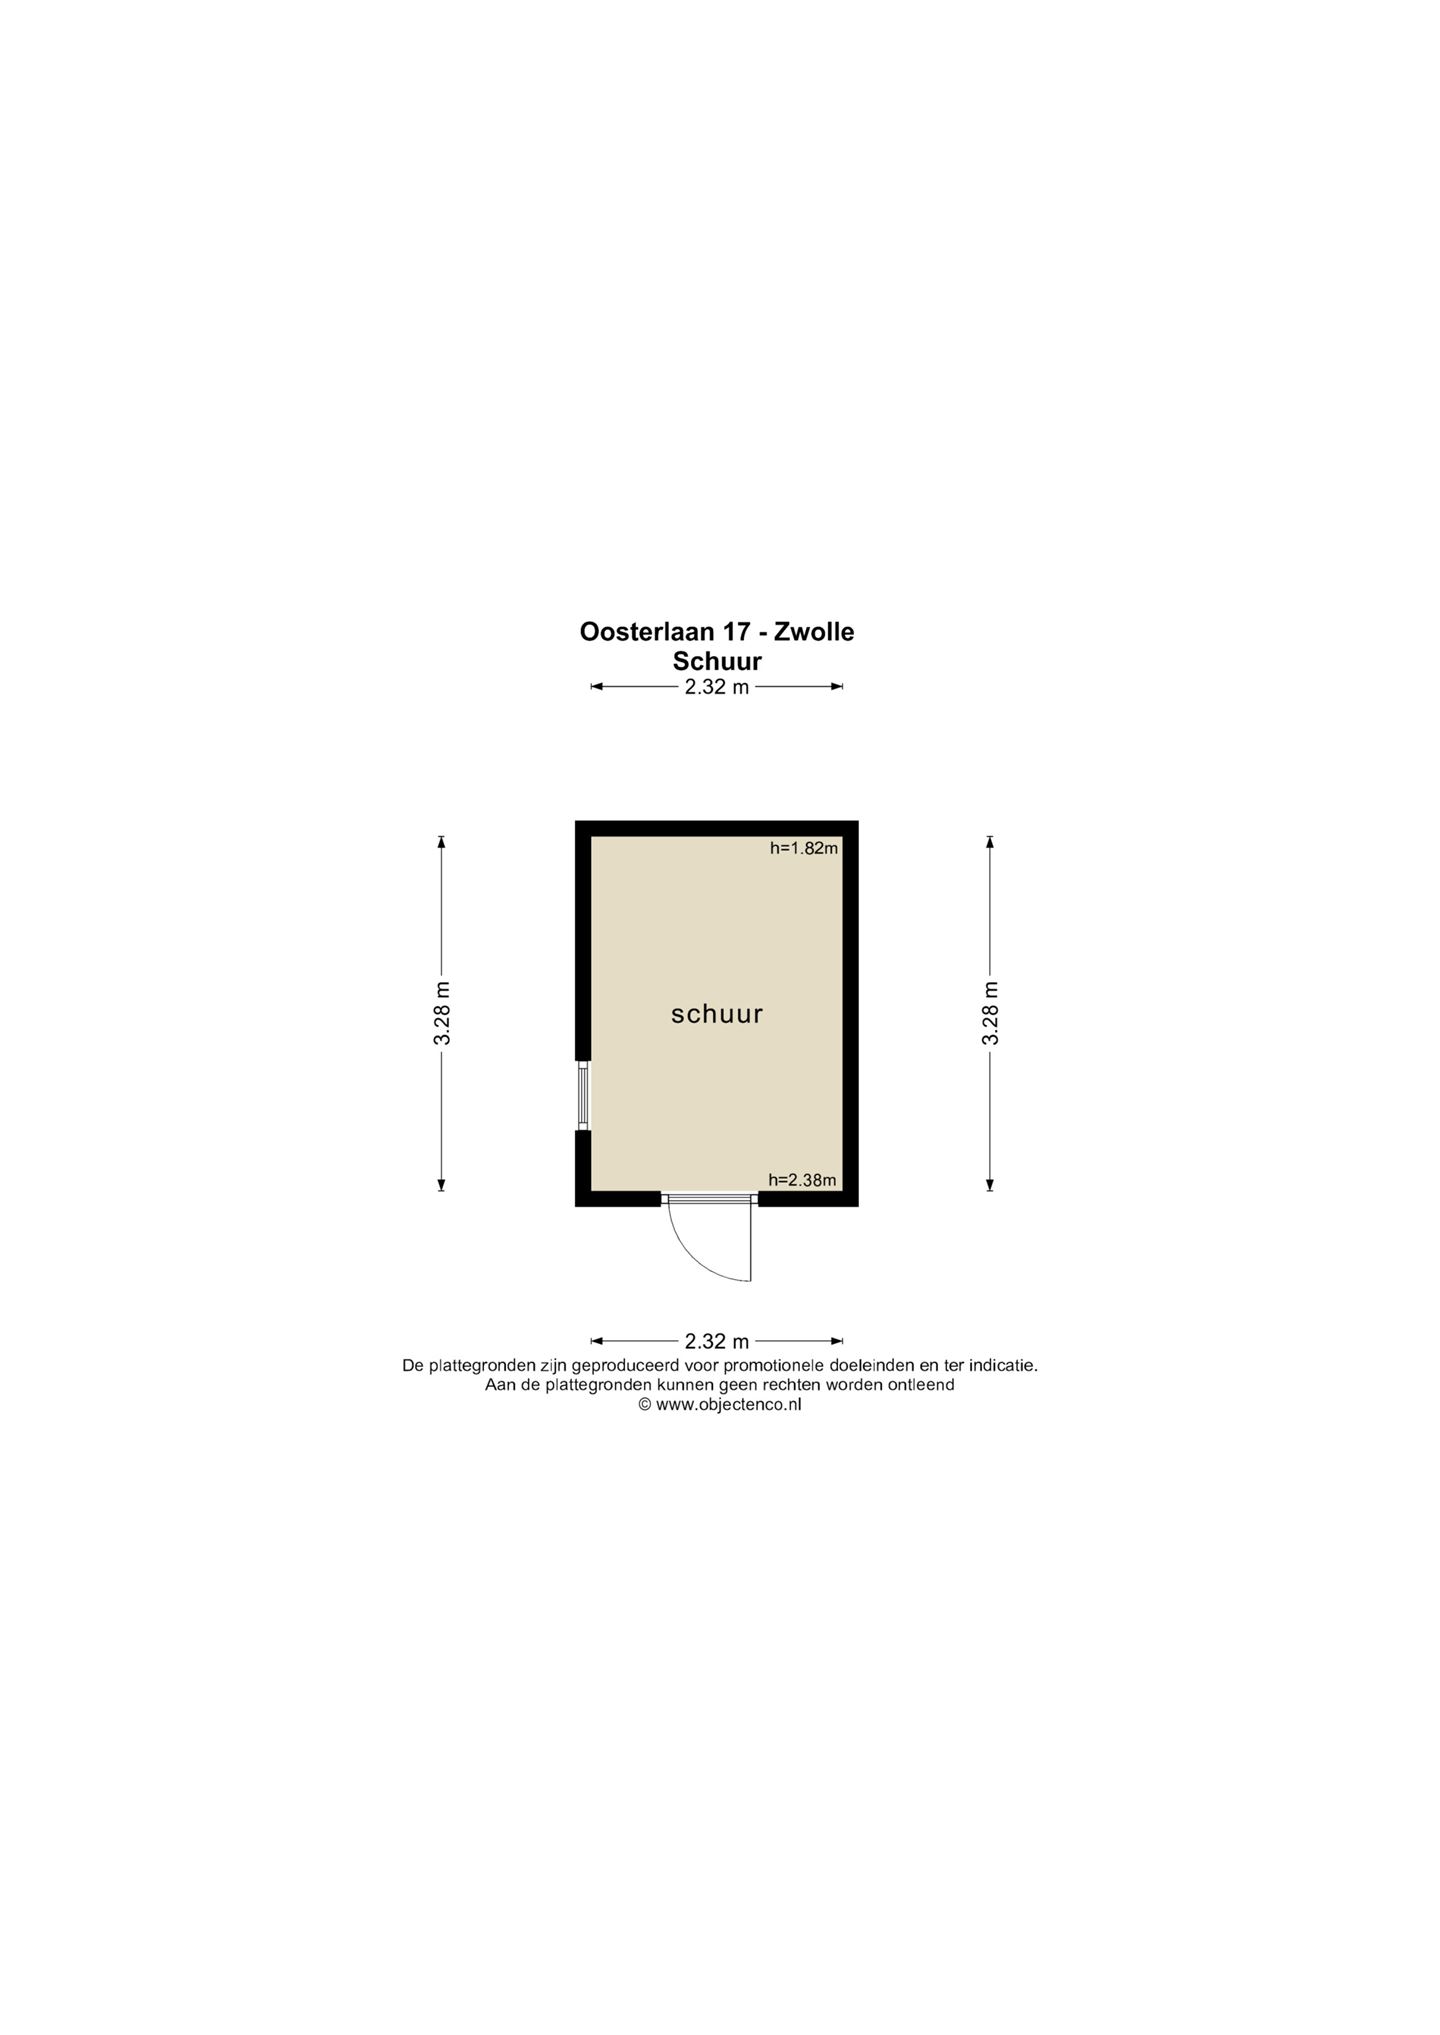 Oosterlaan 17 - Zwolle
Schuur
2.32 m
h=1.82m
3.28 m
schuur
3.28 m
h=2.38m
2.32 m
De plattegronden zijn geproduceerd voor promotionele doeleinden en ter indicatie.
Aan de plattegronden kunnen geen rechten worden ontleend
© www.objectenco.nl